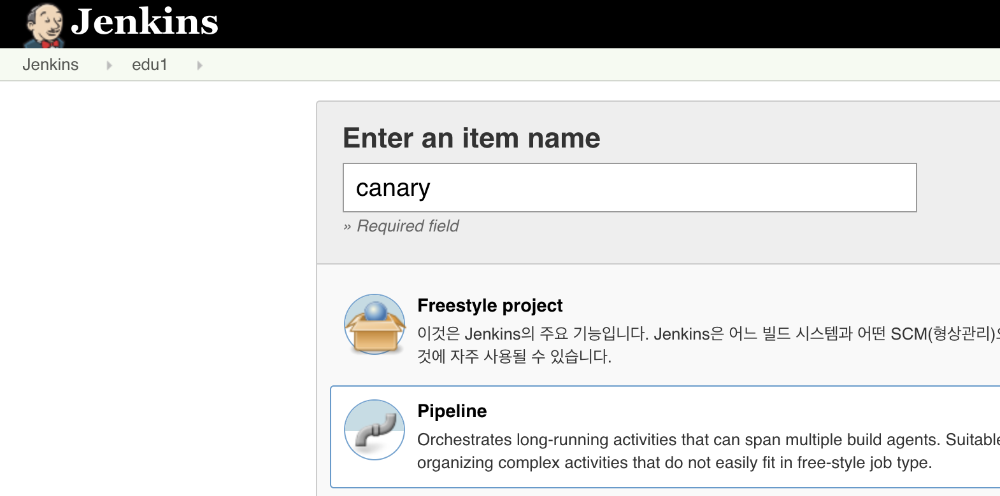 Jenkins
Jenkins edu1
Enter an item name
canary
» Required field
Freestyle project
이것은 Jenkins의 주요 기능입니다. Jenkins은 어느 빌드 시스템과 어떤 SCM(형상관리)으
것에 자주 사용될 수 있습니다.
Pipeline
Orchestrates long-running activities that can span multiple build agents. Suitable
organizing complex activities that do not easily fit in free-style job type.